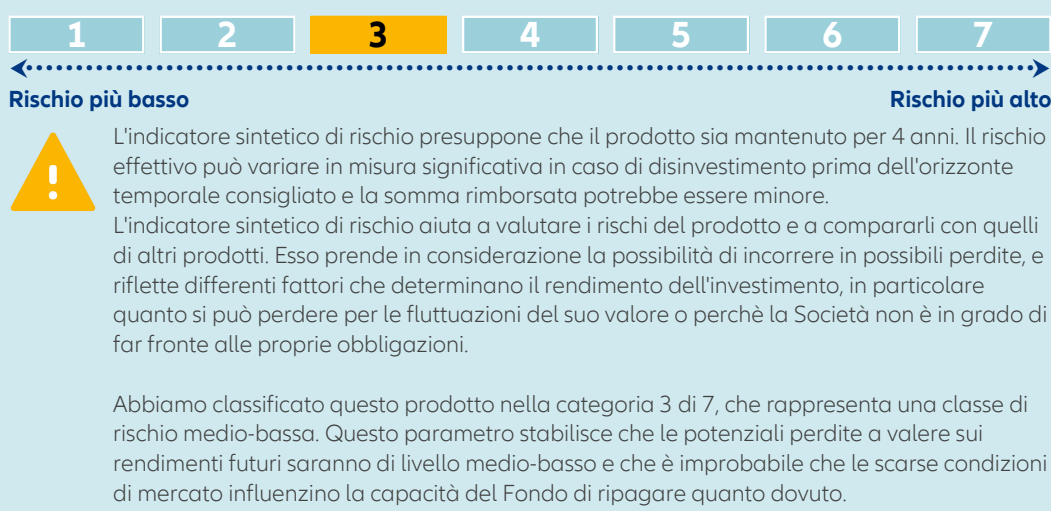 1 2 3 4 5 6 7
Rischio più basso Rischio più alto
L'indicatore sintetico di rischio presuppone che il prodotto sia mantenuto per 4 anni. Il rischio
effettivo può variare in misura significativa in caso di disinvestimento prima dell'orizzonte
temporale consigliato e la somma rimborsata potrebbe essere minore.
L'indicatore sintetico di rischio aiuta a valutare i rischi del prodotto e a compararli con quelli
di altri prodotti. Esso prende in considerazione la possibilità di incorrere in possibili perdite, e
riflette differenti fattori che determinano il rendimento dell'investimento, in particolare
quanto si può perdere per le fluttuazioni del suo valore o perchè la Società non è in grado di
far fronte alle proprie obbligazioni.
Abbiamo classificato questo prodotto nella categoria 3 di 7, che rappresenta una classe di
rischio medio-bassa. Questo parametro stabilisce che le potenziali perdite a valere sui
rendimenti futuri saranno di livello medio-basso e che è improbabile che le scarse condizioni
di mercato influenzino la capacità del Fondo di ripagare quanto dovuto.